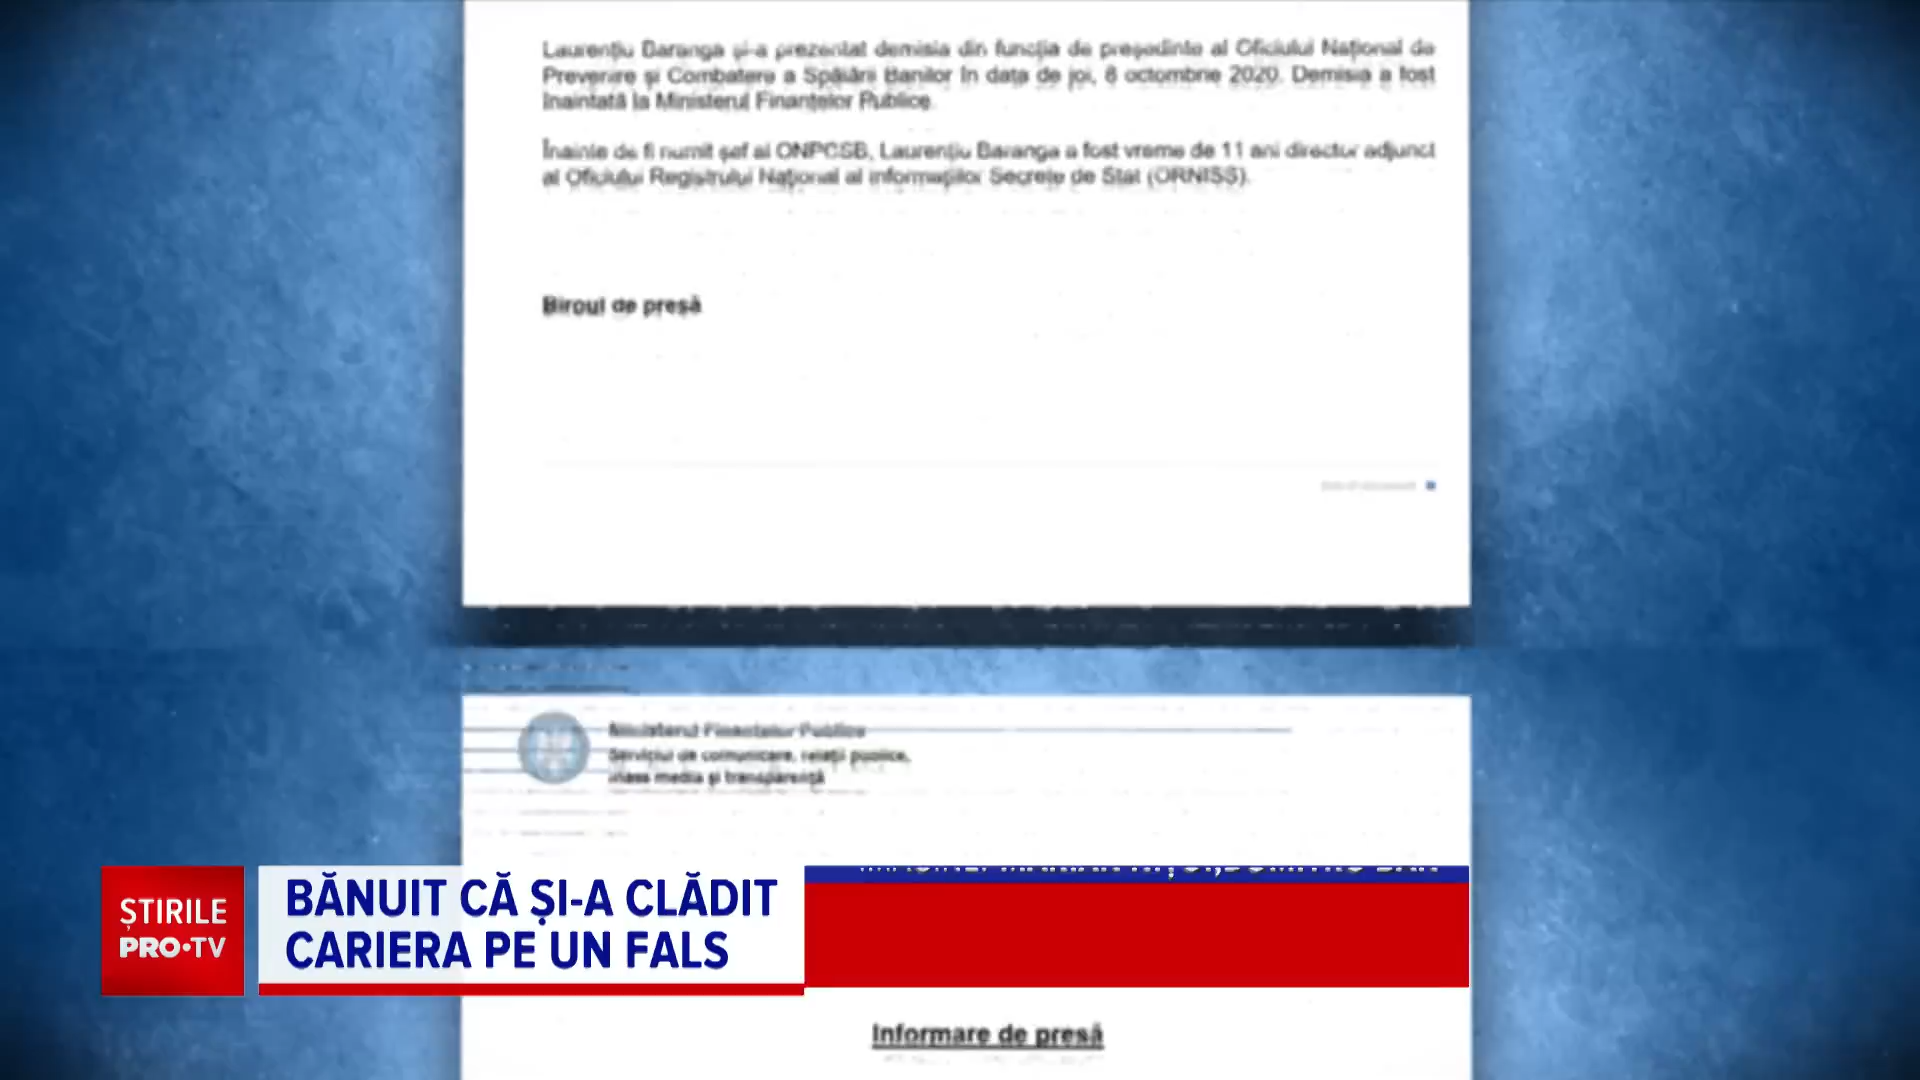 Laurențiu Baranga și-a prezentat demisia din funcția de președinte al Oficiului Național de
Prevenire și Combatere a Spălării Banilor în data de joi, 8 octombrie 2020. Demisia a fost
înaintată la Ministerul Finanțelor Publice.
Înainte de fi numit șef al ONPCSB, Laurențiu Baranga a fost vreme de 11 ani director adjunct
al Oficiului Registrului Național al informațiilor Secrete de Stat (ORNISS).
Biroul de presă
Ministerul Finanțelor Publice
Serviciul de comunicare, relații publice,
mass media și transparență
ȘTIRILE
PRO•TV
BĂNUIT CĂ ȘI-A CLĂDIT
CARIERA PE UN FALS
Informare de presă